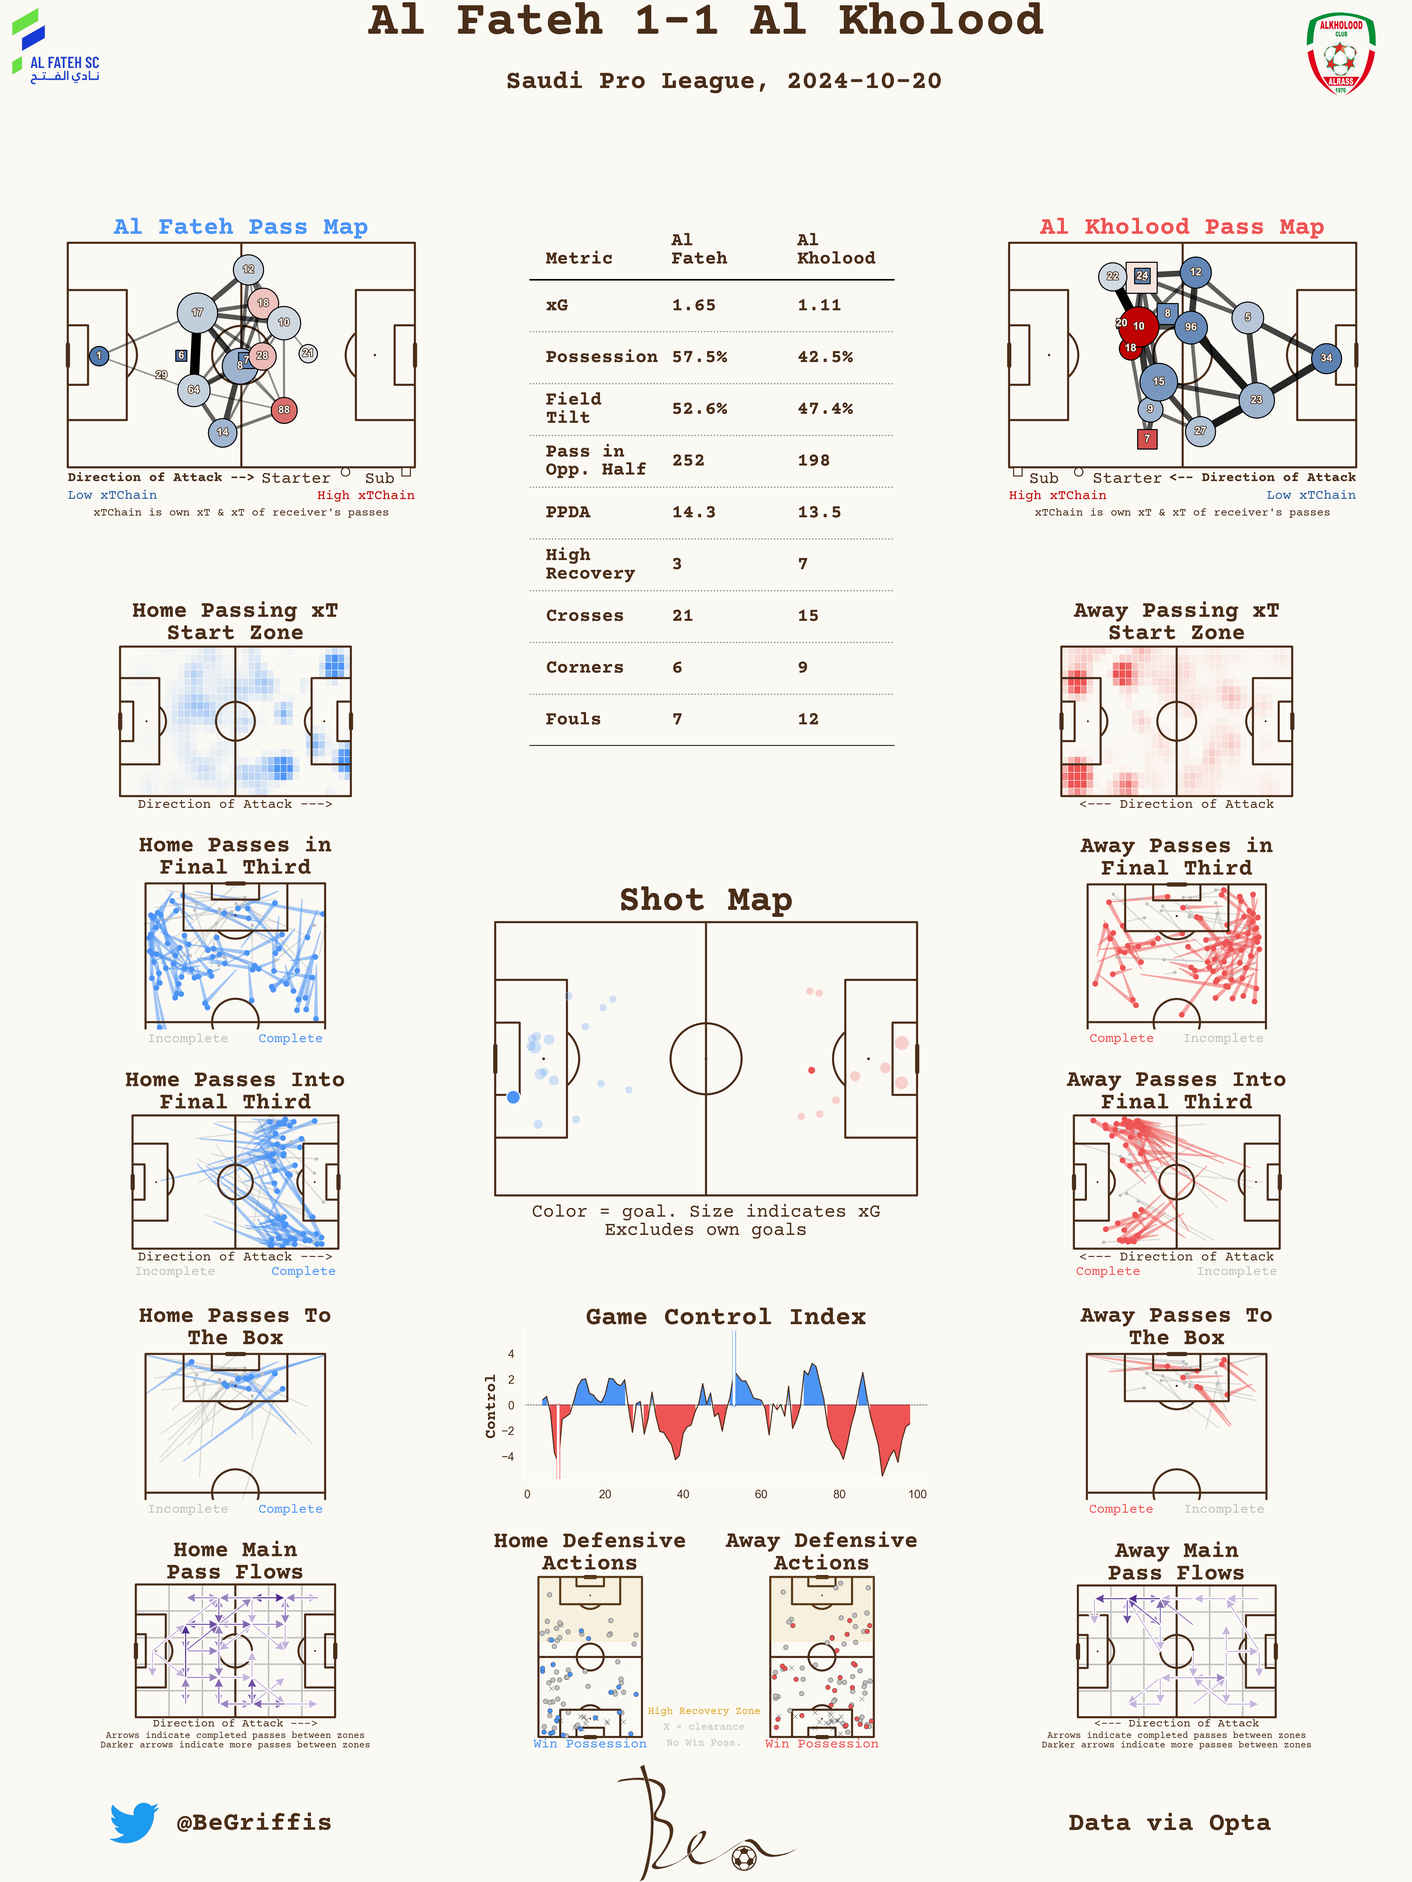 Al Fateh 1-1 Al Kholood
Saudi Pro League, 2024-10-20
AL FATEH SC
نادي الفتح
ALKHOLOOD
CLUB
ALRASS
1970
Al Fateh Pass Map
12
18
17
10
1
6
7
8
28
21
29
64
88
14
Direction of Attack --> Starter Sub
Low xTChain High xTChain
xTChain is own xT & xT of receiver's passes
Metric Al Fateh Al Kholood
xG 1.65 1.11
Possession 57.5% 42.5%
Field Tilt 52.6% 47.4%
Pass in Opp. Half 252 198
PPDA 14.3 13.5
High Recovery 3 7
Crosses 21 15
Corners 6 9
Fouls 7 12
Al Kholood Pass Map
22
24
12
8
5
20
10
96
18
34
15
9
23
27
7
Sub Starter <-- Direction of Attack
High xTChain Low xTChain
xTChain is own xT & xT of receiver's passes
Home Passing xT
Start Zone
Direction of Attack --->
Away Passing xT
Start Zone
<--- Direction of Attack
Home Passes in
Final Third
Incomplete Complete
Away Passes in
Final Third
Complete Incomplete
Shot Map
Color = goal. Size indicates xG
Excludes own goals
Home Passes Into
Final Third
Direction of Attack --->
Incomplete Complete
Away Passes Into
Final Third
<--- Direction of Attack
Complete Incomplete
Home Passes To
The Box
Incomplete Complete
Game Control Index
Control
4
2
0
−2
−4
0 20 40 60 80 100
Away Passes To
The Box
Complete Incomplete
Home Main
Pass Flows
Direction of Attack --->
Arrows indicate completed passes between zones
Darker arrows indicate more passes between zones
Home Defensive
Actions
Win Possession
High Recovery Zone
X = clearance
No Win Poss.
Away Defensive
Actions
Win Possession
Away Main
Pass Flows
<--- Direction of Attack
Arrows indicate completed passes between zones
Darker arrows indicate more passes between zones
@BeGriffis
Ben
Data via Opta